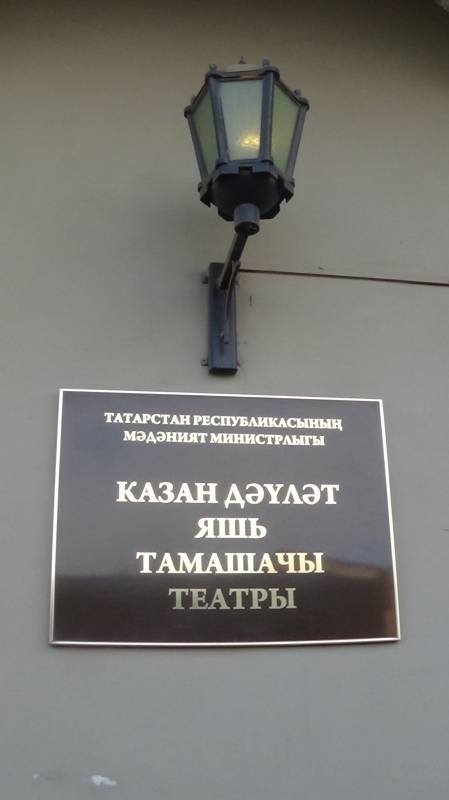 ТАТАРСТАН РЕСПУБЛИКАСЫНЫҢ
МӘДӘНИЯТ МИНИСТРЛЫГЫ
КАЗАН ДӘҮЛӘТ
ЯШЬ
ТАМАШАЧЫ
ТЕАТРЫ